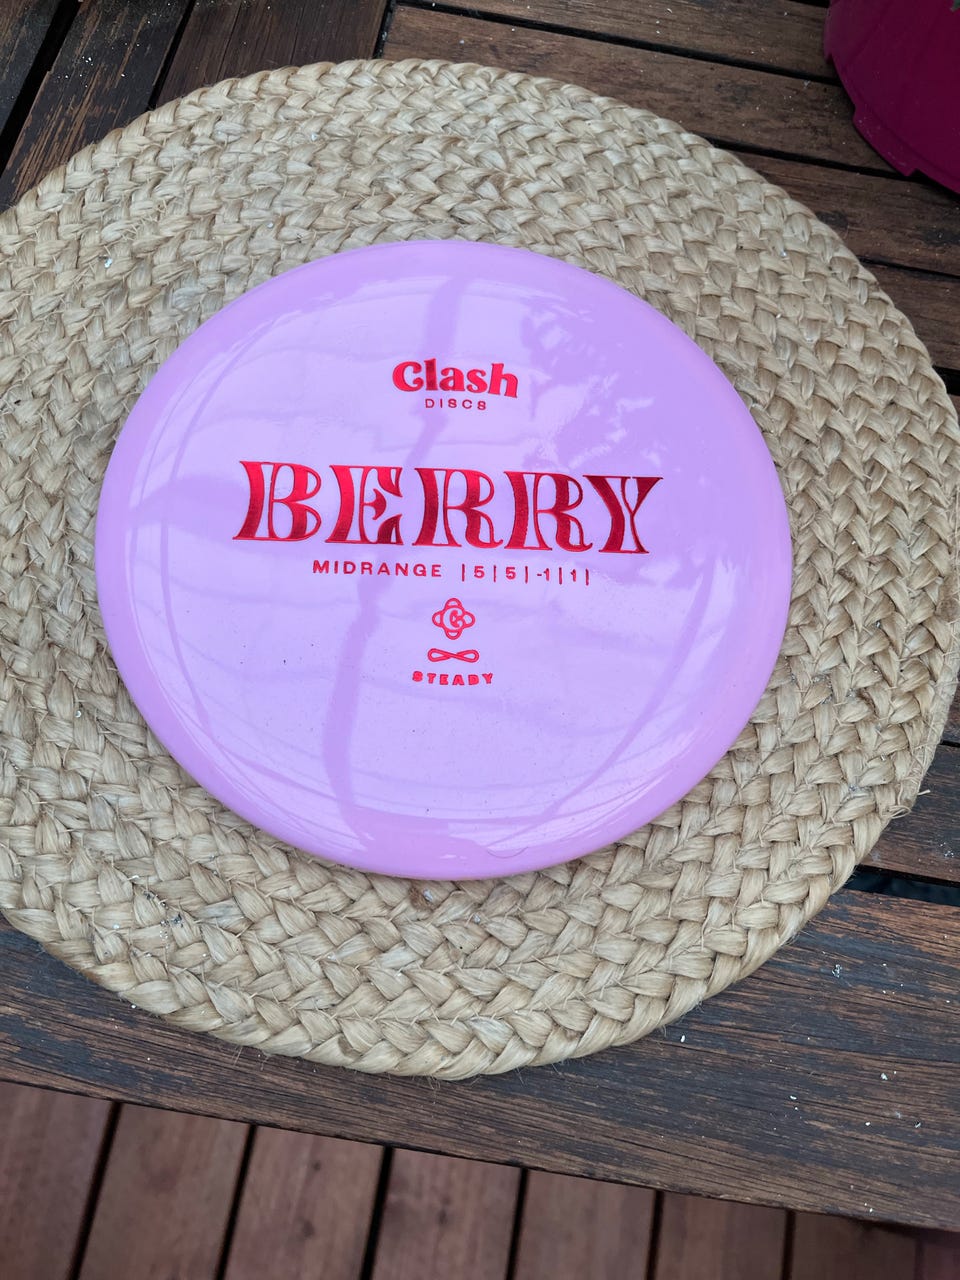 Clash
DISCS
BERRY
MIDRANGE |5|5|-1|1|
C
STEADY